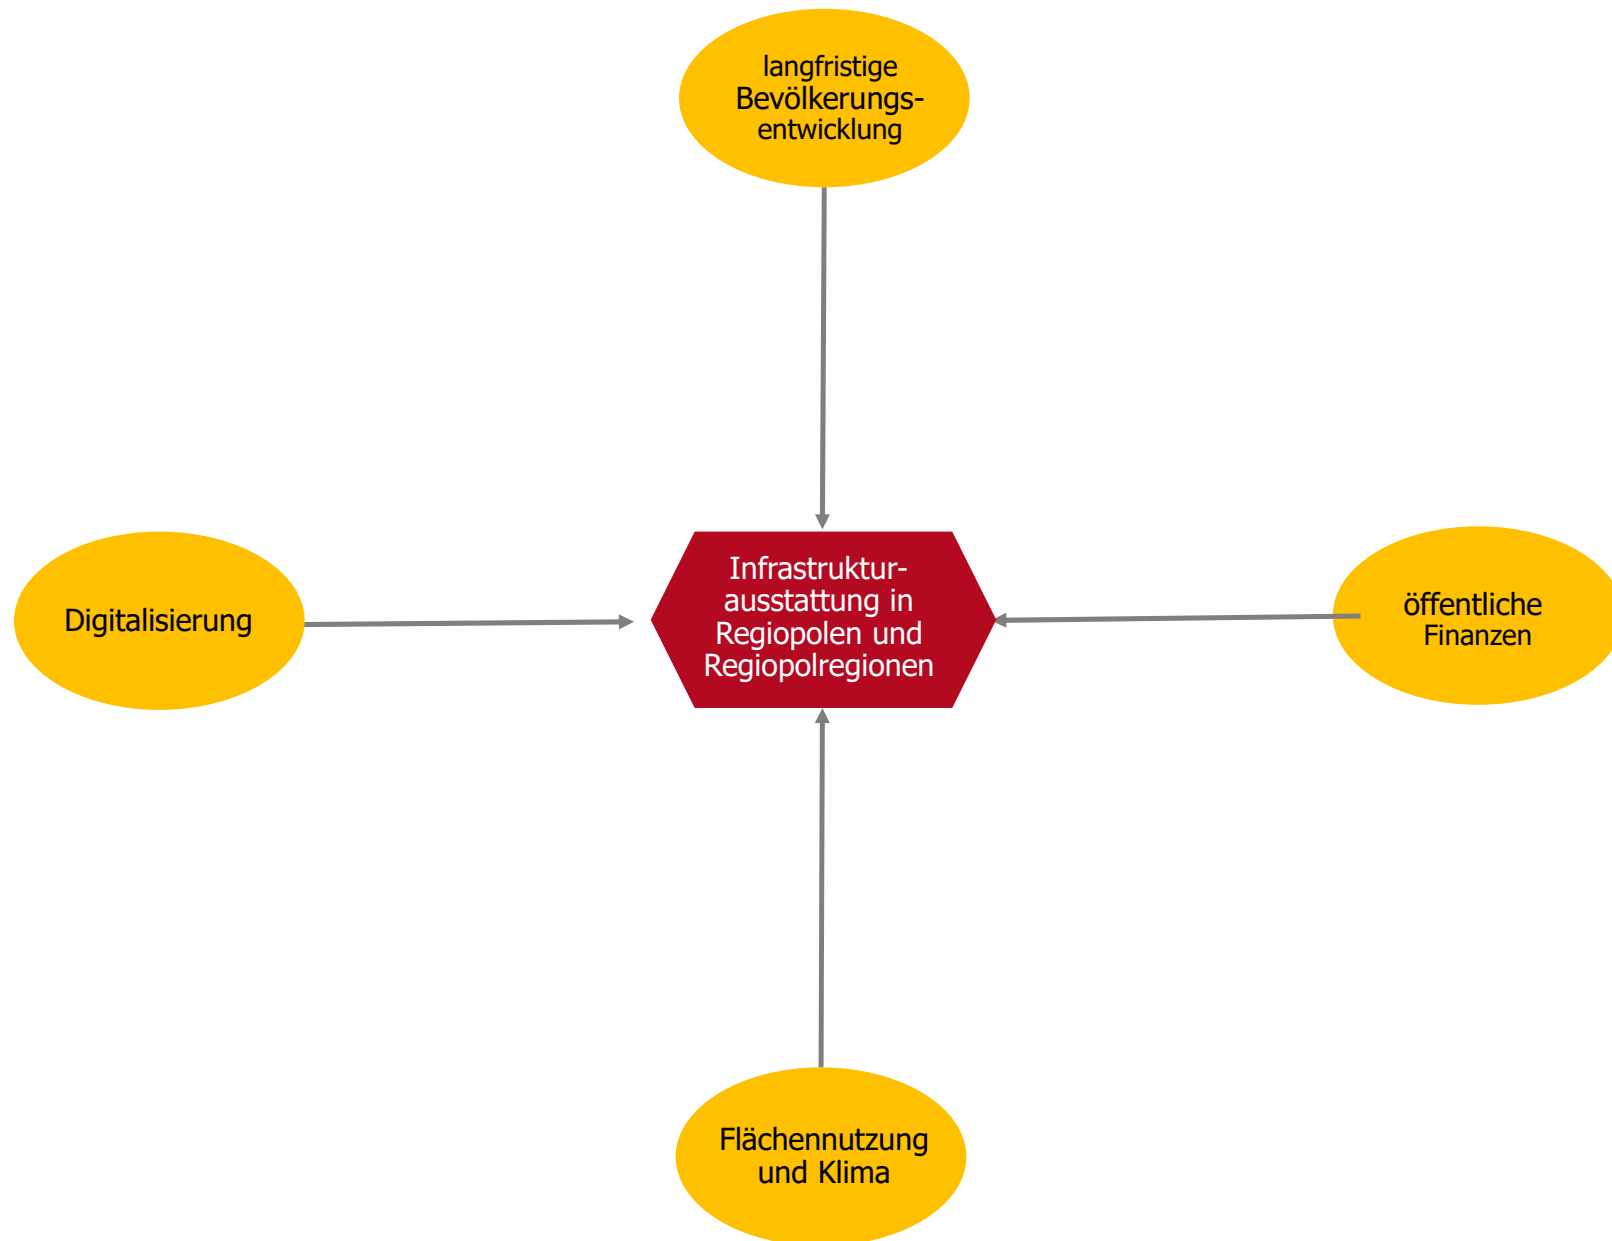 langfristige
Bevölkerungs-
entwicklung
Digitalisierung
Infrastruktur-
ausstattung in
Regiopolen und
Regiopolregionen
öffentliche
Finanzen
Flächennutzung
und Klima